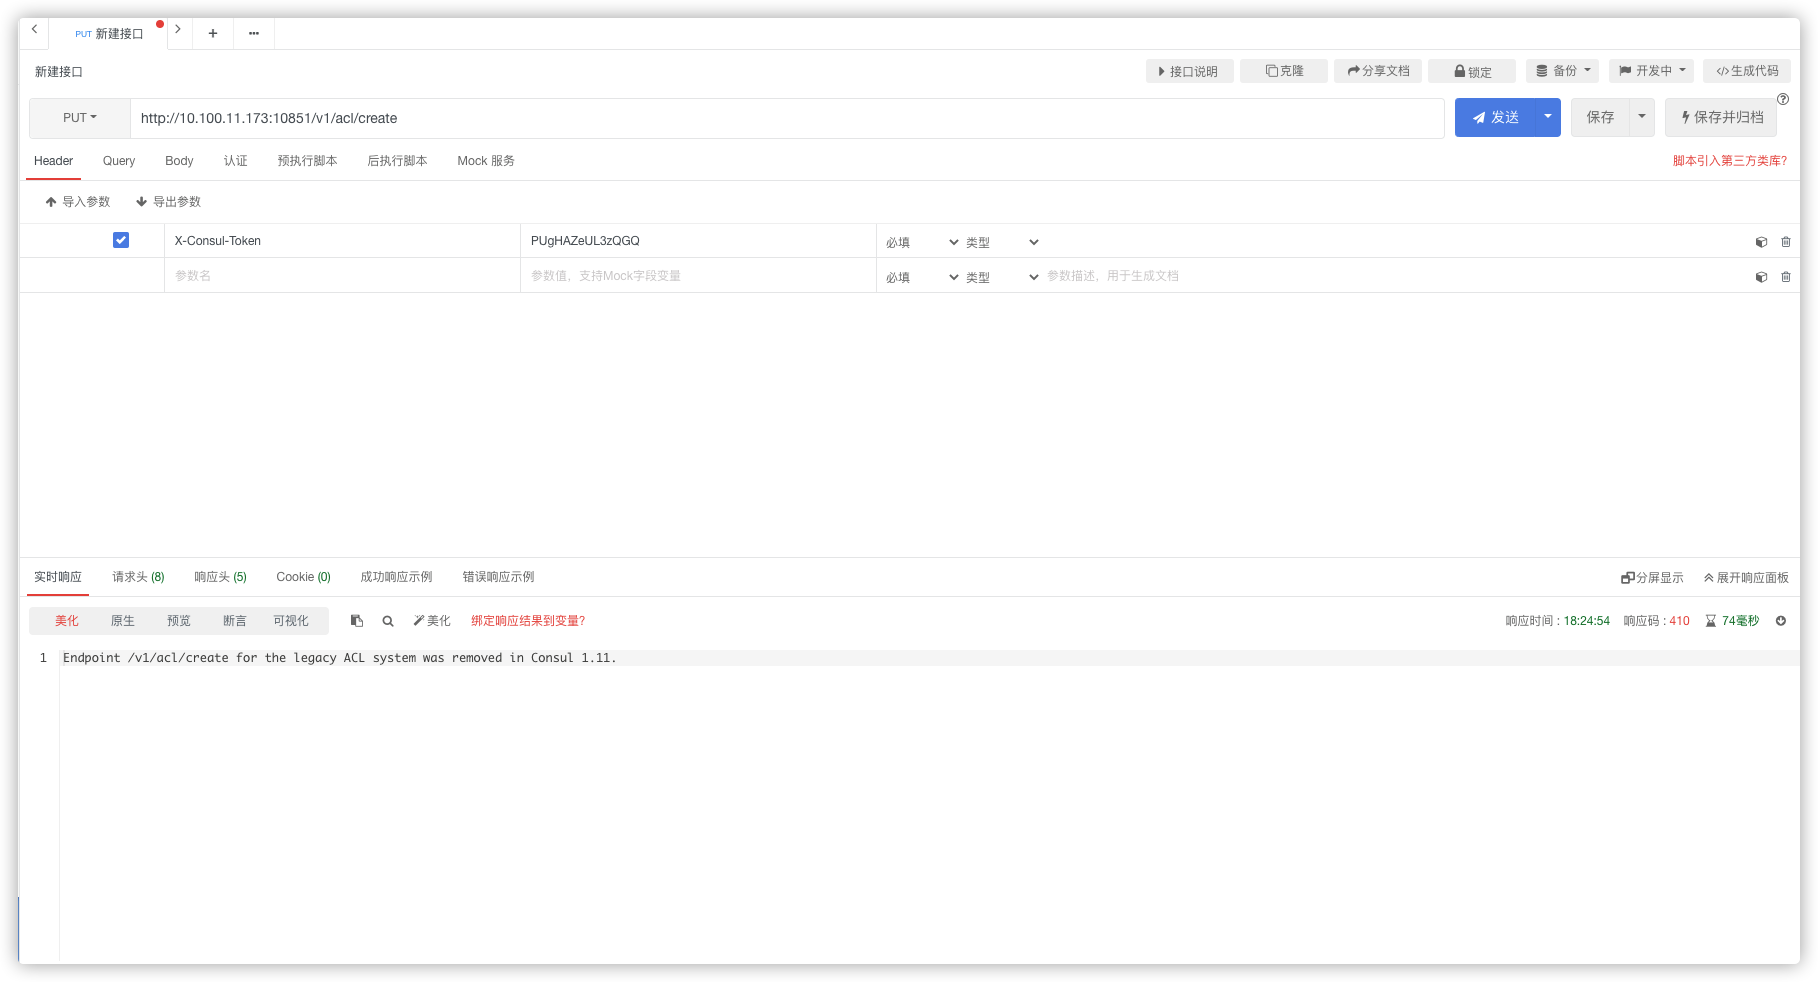 PUT 新建接口
新建接口
接口说明 克隆 分享文档 锁定 备份 开发中 生成代码
PUT http://10.100.11.173:10851/v1/acl/create 发送 保存 保存并归档
Header Query Body 认证 预执行脚本 后执行脚本 Mock 服务 脚本引入第三方类库?
导入参数 导出参数
X-Consul-Token PUgHAZeUL3zQGQ 必填 类型
参数名 参数值，支持Mock字段变量 必填 类型 参数描述，用于生成文档
实时响应 请求头 (8) 响应头 (5) Cookie (0) 成功响应示例 错误响应示例 分屏显示 展开响应面板
美化 原生 预览 断言 可视化 美化 绑定响应结果到变量? 响应时间 : 18:24:54 响应码 : 410 74毫秒
1 Endpoint /v1/acl/create for the legacy ACL system was removed in Consul 1.11.